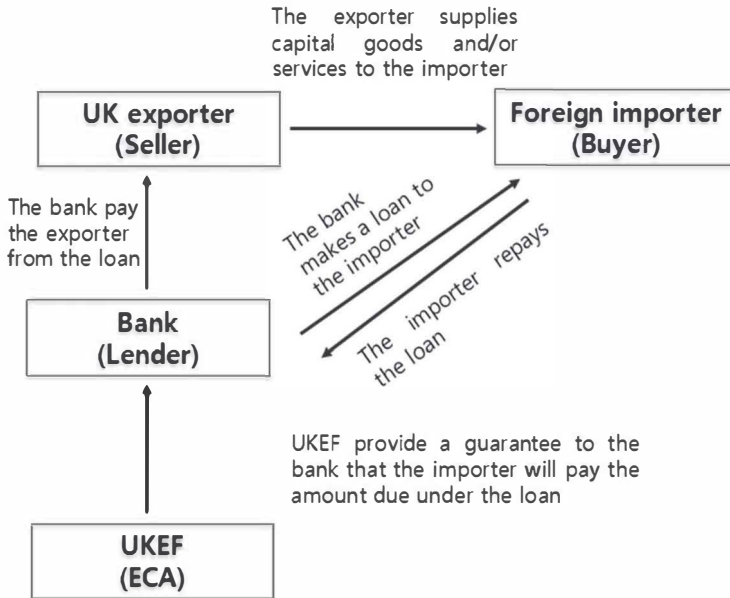 The exporter supplies
capital goods and/or
services to the importer
UK exporter
(Seller)
Foreign importer
(Buyer)
The bank pay
the exporter
from the loan
The bank
makes a loan to
the importer
The importer repays
the loan
Bank
(Lender)
UKEF provide a guarantee to the
bank that the importer will pay the
amount due under the loan
UKEF
(ECA)